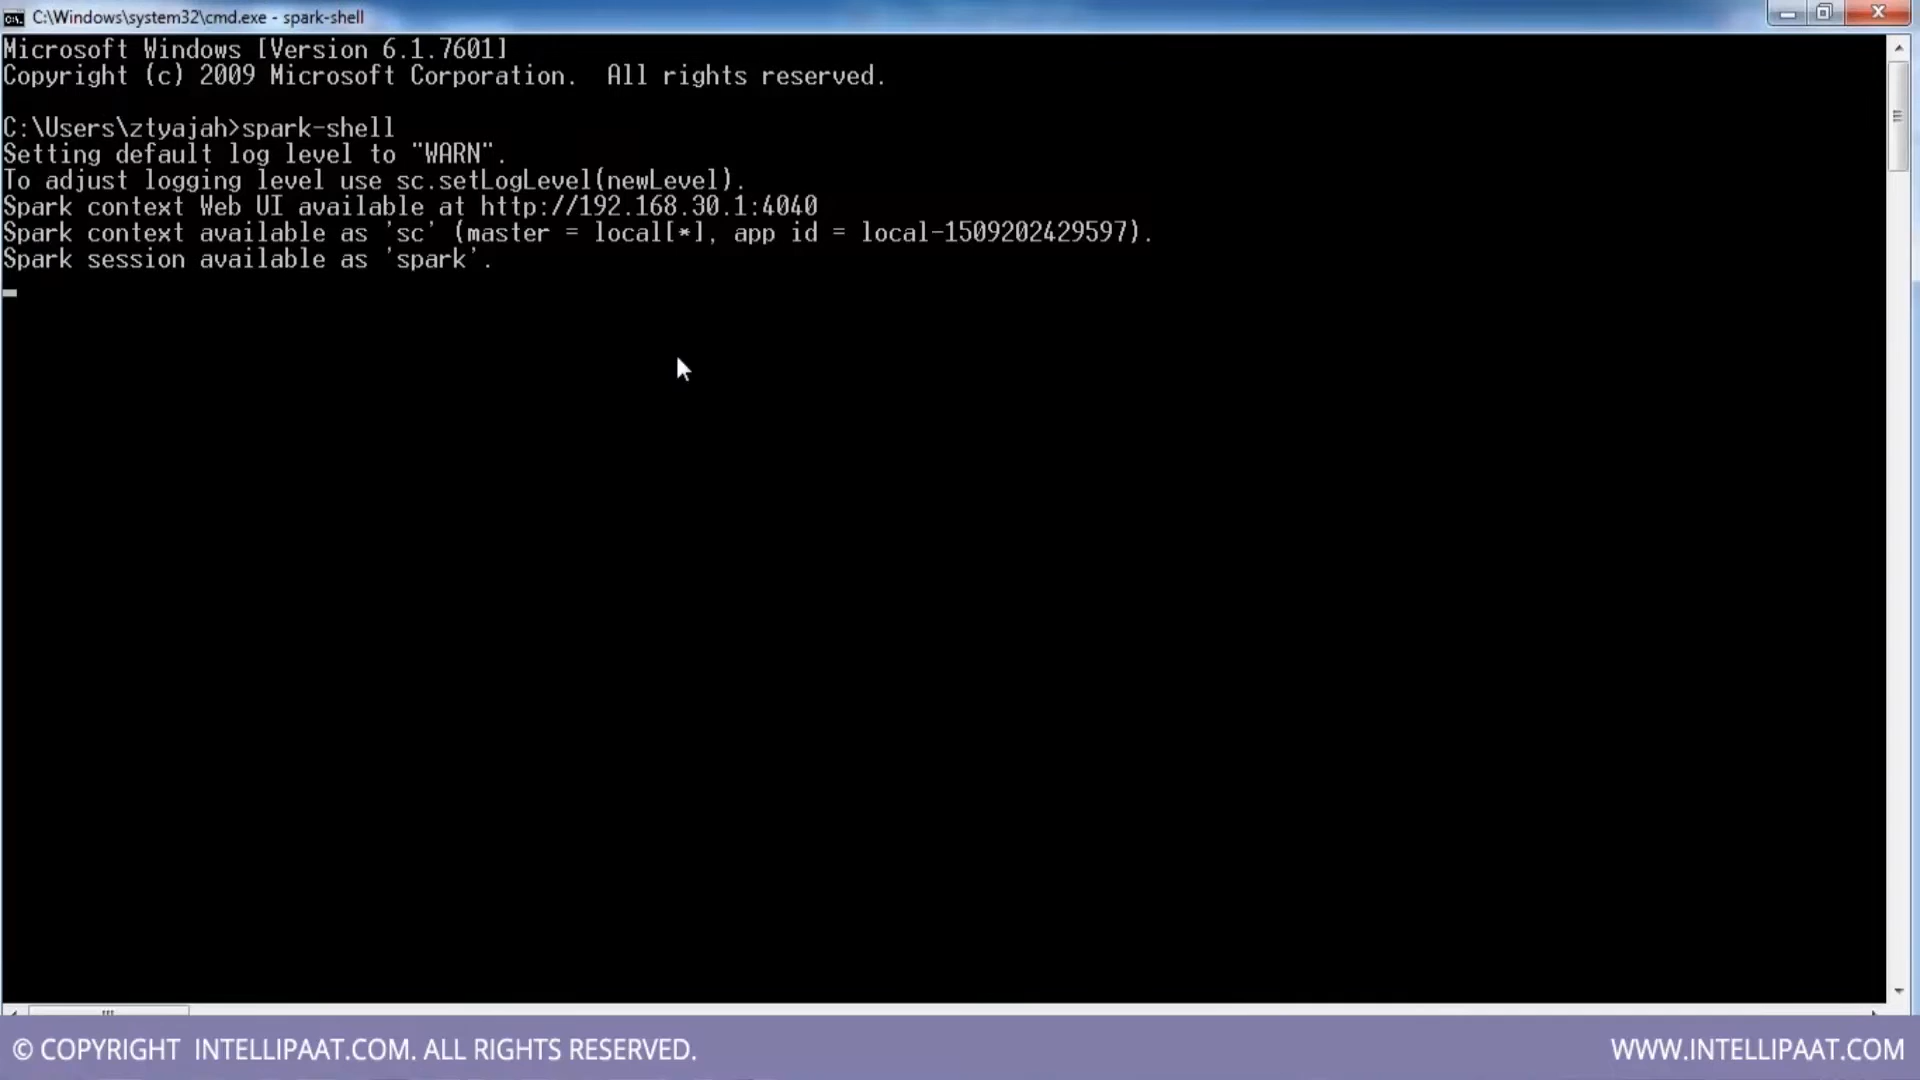 C:\Windows\system32\cmd.exe - spark-shell
Microsoft Windows [Version 6.1.7601]
Copyright (c) 2009 Microsoft Corporation.  All rights reserved.
C:\Users\ztyajah>spark-shell
Setting default log level to "WARN".
To adjust logging level use sc.setLogLevel(newLevel).
Spark context Web UI available at http://192.168.30.1:4040
Spark context available as 'sc' (master = local[*], app id = local-1509202429597).
Spark session available as 'spark'.
© COPYRIGHT  INTELLIPAAT.COM. ALL RIGHTS RESERVED.
WWW.INTELLIPAAT.COM